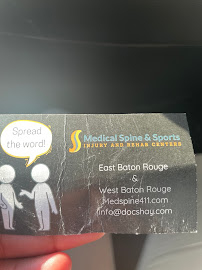 Spread
the word!
Medical Spine & Sports
INJURY AND REHAB CENTERS
East Baton Rouge
&
West Baton Rouge
Medspine411.com
info@docshay.com